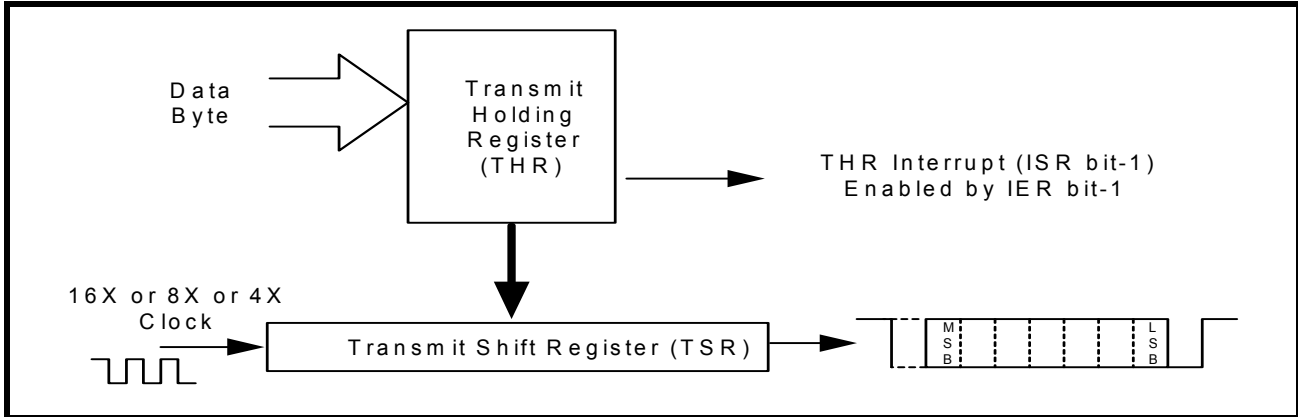 Data
Byte
Transmit
Holding
Register
(THR)
THR Interrupt (ISR bit-1)
Enabled by IER bit-1
16X or 8X or 4X
Clock
Transmit Shift Register (TSR)
M
S
B
L
S
B